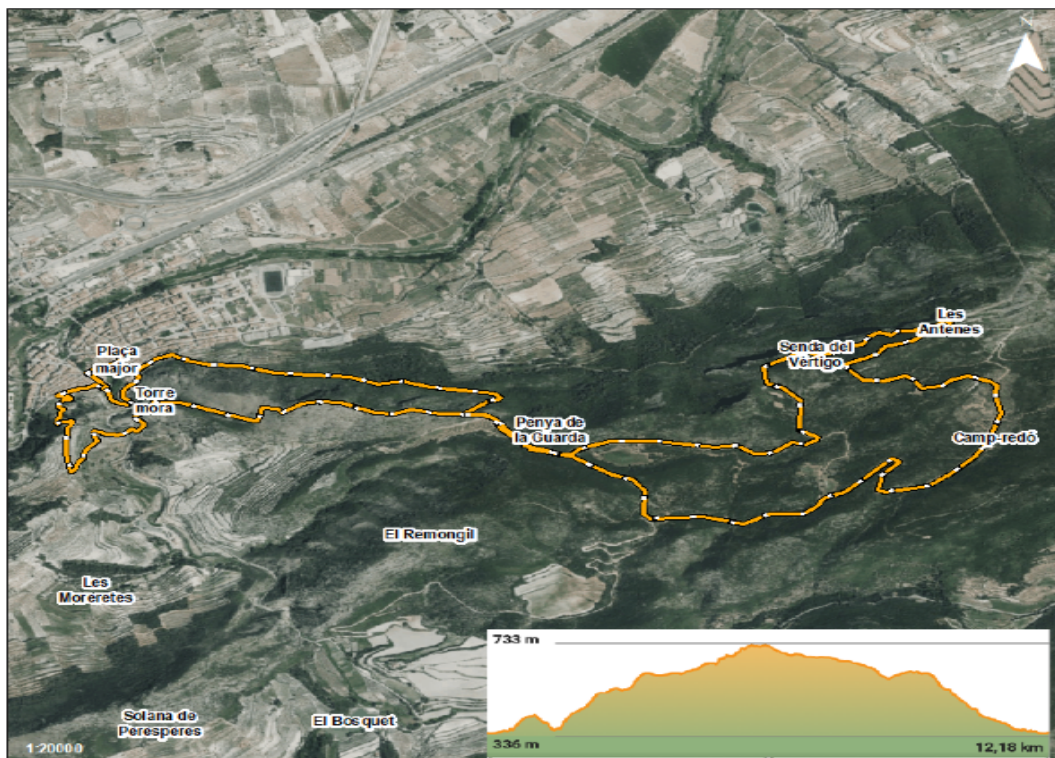 N
Les
Antenes
Plaça
major
Senda del
Vértigo
Torre
mora
Penya de
la Guarda
Camp-redó
El Remongil
Les
Moreretes
733 m
Solana de
Peresperes
El Bosquet
1:20000
336 m
12,18 km